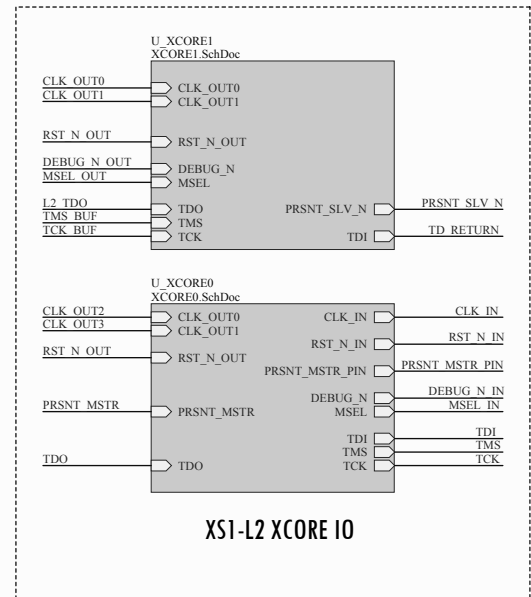 U_XCORE1
XCORE1.SchDoc
CLK_OUT0 CLK_OUT0
CLK_OUT1 CLK_OUT1
RST_N_OUT RST_N_OUT
DEBUG_N_OUT DEBUG_N
MSEL_OUT MSEL
L2_TDO TDO PRSNT_SLV_N PRSNT_SLV_N
TMS_BUF TMS
TCK_BUF TCK TDI TD_RETURN
U_XCORE0
XCORE0.SchDoc
CLK_OUT2 CLK_OUT0 CLK_IN CLK_IN
CLK_OUT3 CLK_OUT1
RST_N_OUT RST_N_OUT RST_N_IN RST_N_IN
PRSNT_MSTR_PIN PRSNT_MSTR_PIN
DEBUG_N DEBUG_N_IN
PRSNT_MSTR PRSNT_MSTR MSEL MSEL_IN
TDI TDI
TMS TMS
TDO TDO TCK TCK
XS1-L2 XCORE IO